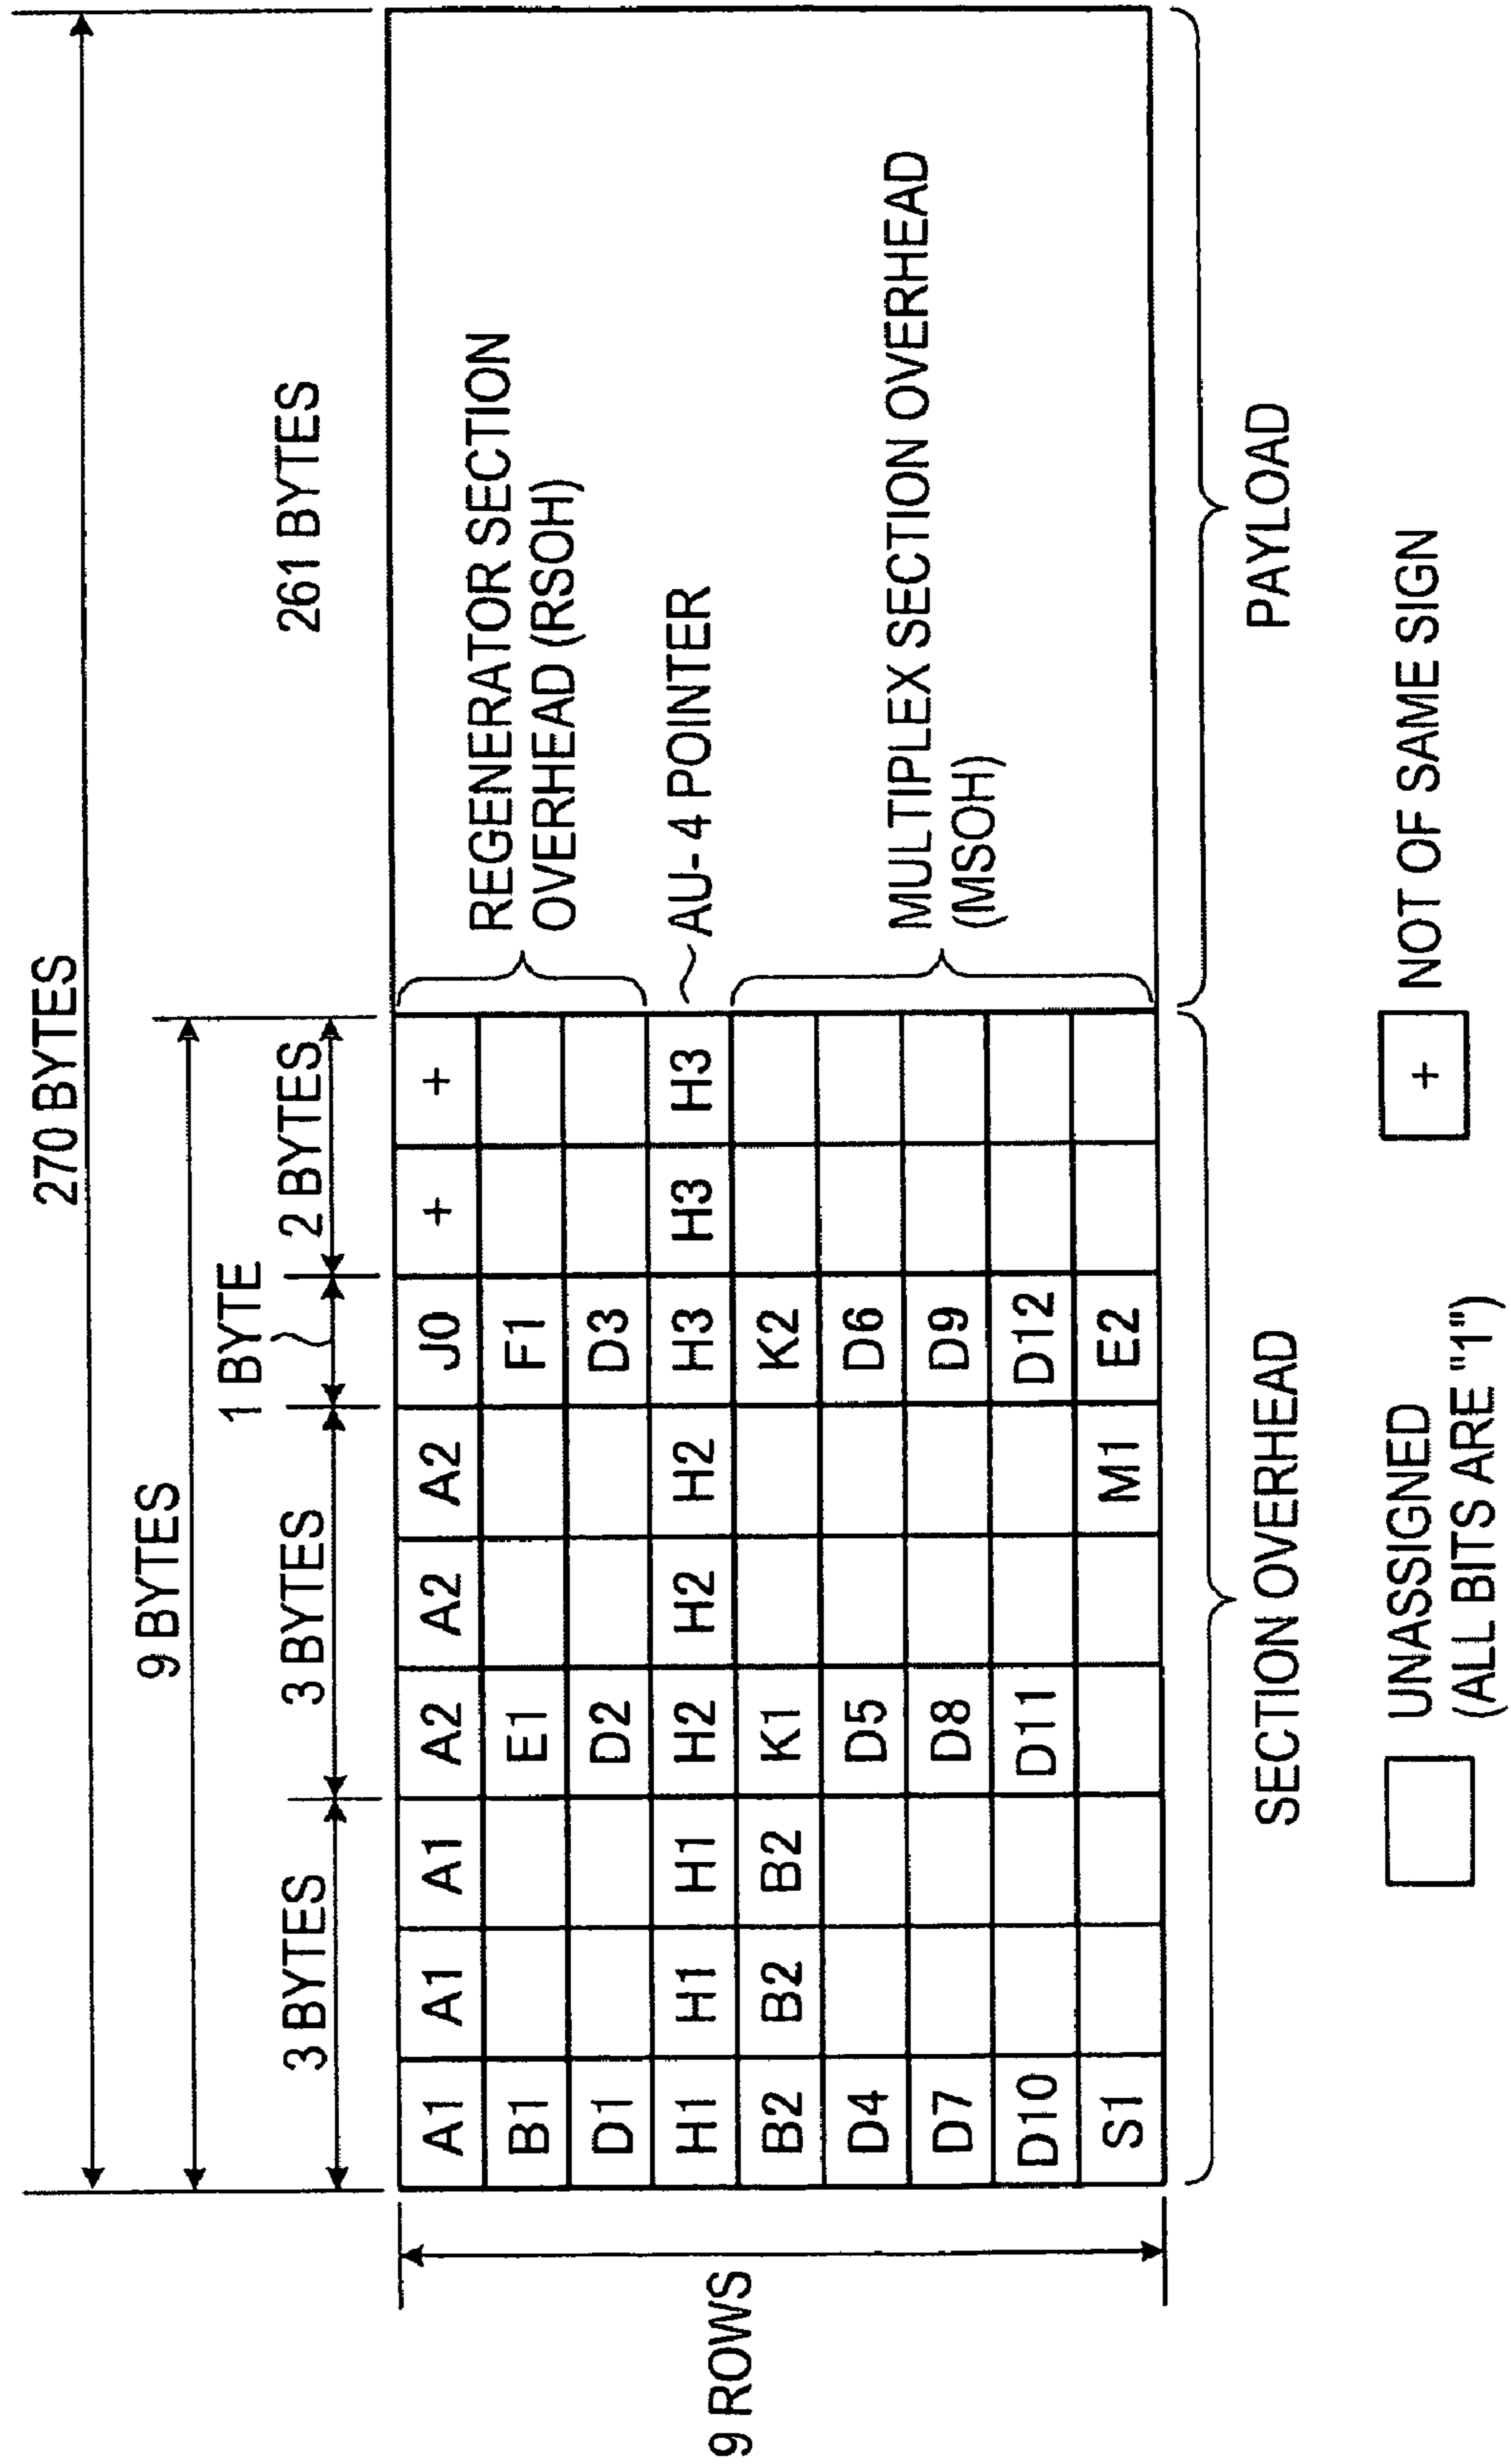 270 BYTES
9 BYTES
261 BYTES
3 BYTES 3 BYTES 1 BYTE 2 BYTES
9 ROWS
A1 A1 A1 A2 A2 A2 J0 + +
B1 E1 F1
D1 D2 D3
H1 H1 H1 H2 H2 H2 H3 H3 H3
B2 B2 B2 K1 K2
D4 D5 D6
D7 D8 D9
D10 D11 D12
S1 M1 E2
REGENERATOR SECTION
OVERHEAD (RSOH)
AU-4 POINTER
MULTIPLEX SECTION OVERHEAD
(MSOH)
SECTION OVERHEAD
PAYLOAD
UNASSIGNED
(ALL BITS ARE "1")
+ NOT OF SAME SIGN